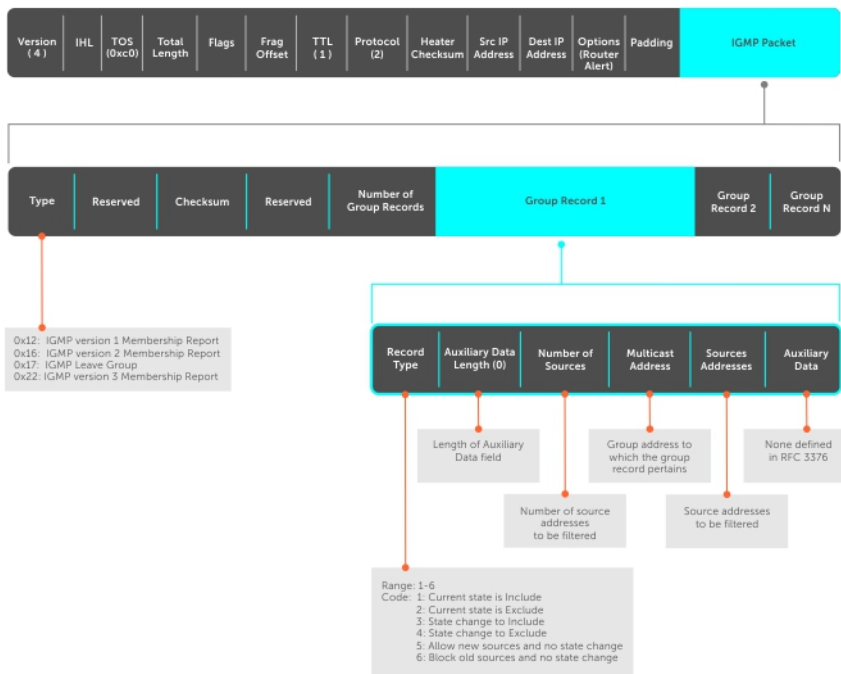 Version
( 4 )
IHL
TOS
(0xc0)
Total
Length
Flags
Frag
Offset
TTL
( 1 )
Protocol
(2)
Heater
Checksum
Src IP
Address
Dest IP
Address
Options
(Router
Alert)
Padding
IGMP Packet
Type
Reserved
Checksum
Reserved
Number of
Group Records
Group Record 1
Group
Record 2
Group
Record N
0x12: IGMP version 1 Membership Report
0x16: IGMP version 2 Membership Report
0x17: IGMP Leave Group
0x22: IGMP version 3 Membership Report
Record
Type
Auxiliary Data
Length (0)
Number of
Sources
Multicast
Address
Sources
Addresses
Auxiliary
Data
Length of Auxiliary
Data field
Group address to
which the group
record pertains
None defined
in RFC 3376
Number of source
addresses
to be filtered
Source addresses
to be filtered
Range: 1-6
Code: 1: Current state is Include
2: Current state is Exclude
3: State change to Include
4: State change to Exclude
5: Allow new sources and no state change
6: Block old sources and no state change